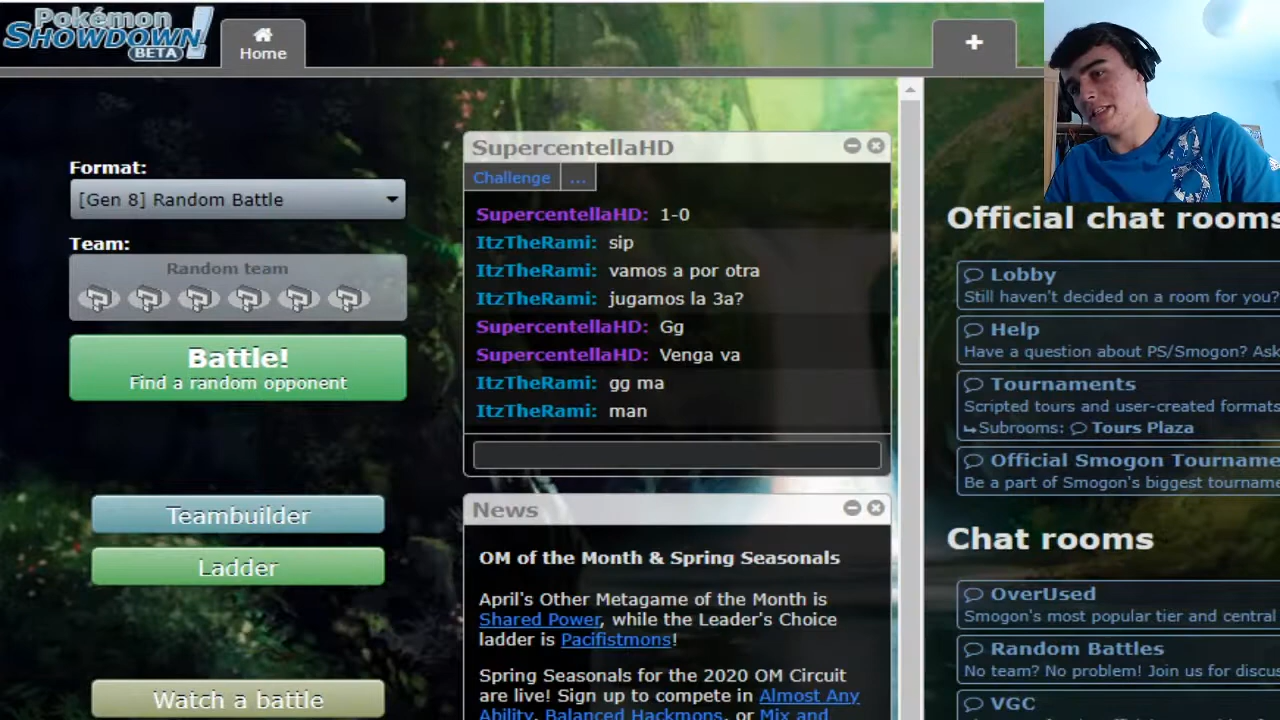 Pokémon
SHOWDOWN!
BETA
Home
+
Format:
[Gen 8] Random Battle
Team:
Random team
Battle!
Find a random opponent
Teambuilder
Ladder
Watch a battle
SupercentellaHD
Challenge ...
SupercentellaHD: 1-0
ItzTheRami: sip
ItzTheRami: vamos a por otra
ItzTheRami: jugamos la 3a?
SupercentellaHD: Gg
SupercentellaHD: Venga va
ItzTheRami: gg ma
ItzTheRami: man
News
OM of the Month & Spring Seasonals
April's Other Metagame of the Month is
Shared Power, while the Leader's Choice
ladder is Pacifistmons!
Spring Seasonals for the 2020 OM Circuit
are live! Sign up to compete in Almost Any
Ability, Balanced Hackmons, or Mix and
Official chat rooms
Lobby
Still haven't decided on a room for you?
Help
Have a question about PS/Smogon? Ask
Tournaments
Scripted tours and user-created formats
Subrooms: Tours Plaza
Official Smogon Tourname
Be a part of Smogon's biggest tourname
Chat rooms
OverUsed
Smogon's most popular tier and central
Random Battles
No team? No problem! Join us for discus
VGC